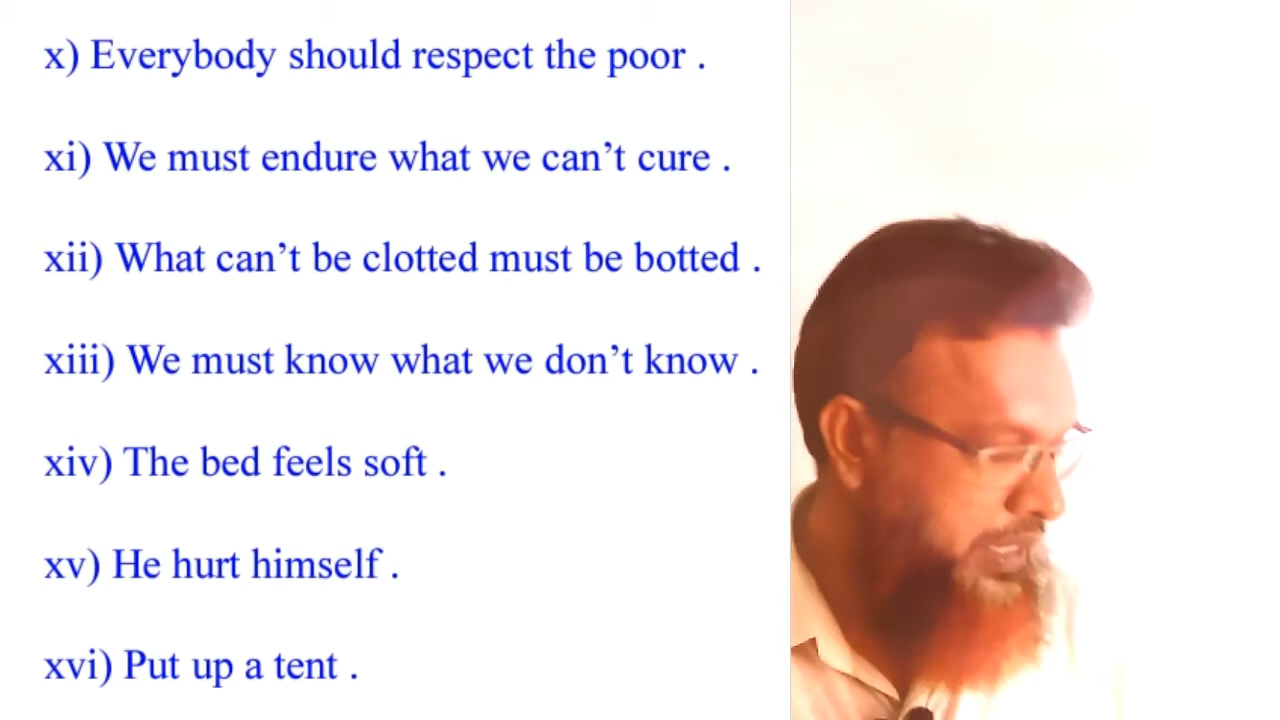 x) Everybody should respect the poor .
xi) We must endure what we can’t cure .
xii) What can’t be clotted must be botted .
xiii) We must know what we don’t know .
xiv) The bed feels soft .
xv) He hurt himself .
xvi) Put up a tent .